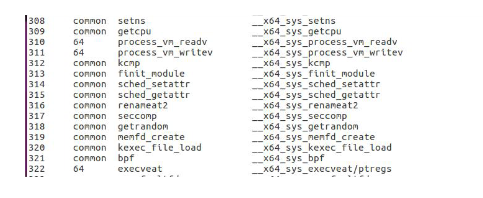 308 common setns __x64_sys_setns
309 common getcpu __x64_sys_getcpu
310 64 process_vm_readv __x64_sys_process_vm_readv
311 64 process_vm_writev __x64_sys_process_vm_writev
312 common kcmp __x64_sys_kcmp
313 common finit_module __x64_sys_finit_module
314 common sched_setattr __x64_sys_sched_setattr
315 common sched_getattr __x64_sys_sched_getattr
316 common renameat2 __x64_sys_renameat2
317 common seccomp __x64_sys_seccomp
318 common getrandom __x64_sys_getrandom
319 common memfd_create __x64_sys_memfd_create
320 common kexec_file_load __x64_sys_kexec_file_load
321 common bpf __x64_sys_bpf
322 64 execveat __x64_sys_execveat/ptregs